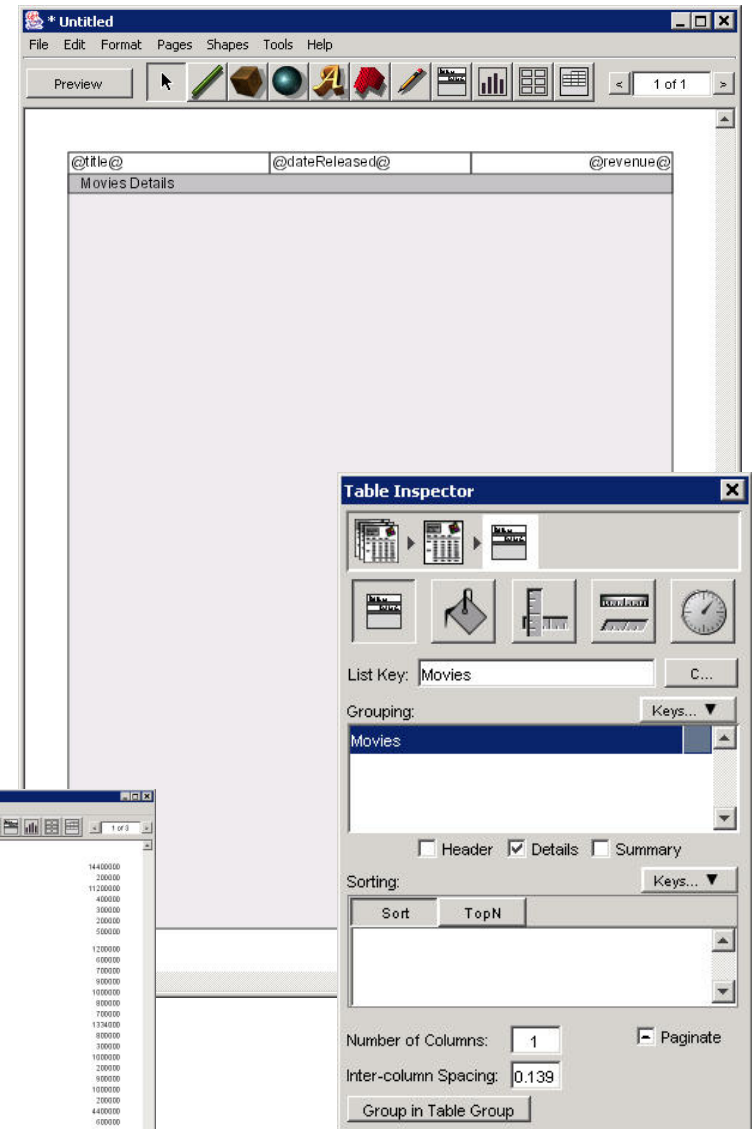 * Untitled
File Edit Format Pages Shapes Tools Help
Preview < 1 of 1 >
@title@ @dateReleased@ @revenue@
Movies Details
Table Inspector
List Key: Movies C...
Grouping: Keys...
Movies
Header Details Summary
Sorting: Keys...
Sort TopN
Number of Columns: 1 Paginate
Inter-column Spacing: 0.139
Group in Table Group
1 of 3
14400000
200000
11200000
400000
300000
200000
500000
1200000
600000
700000
900000
1000000
800000
700000
1334000
800000
300000
1000000
200000
900000
1000000
200000
4400000
600000